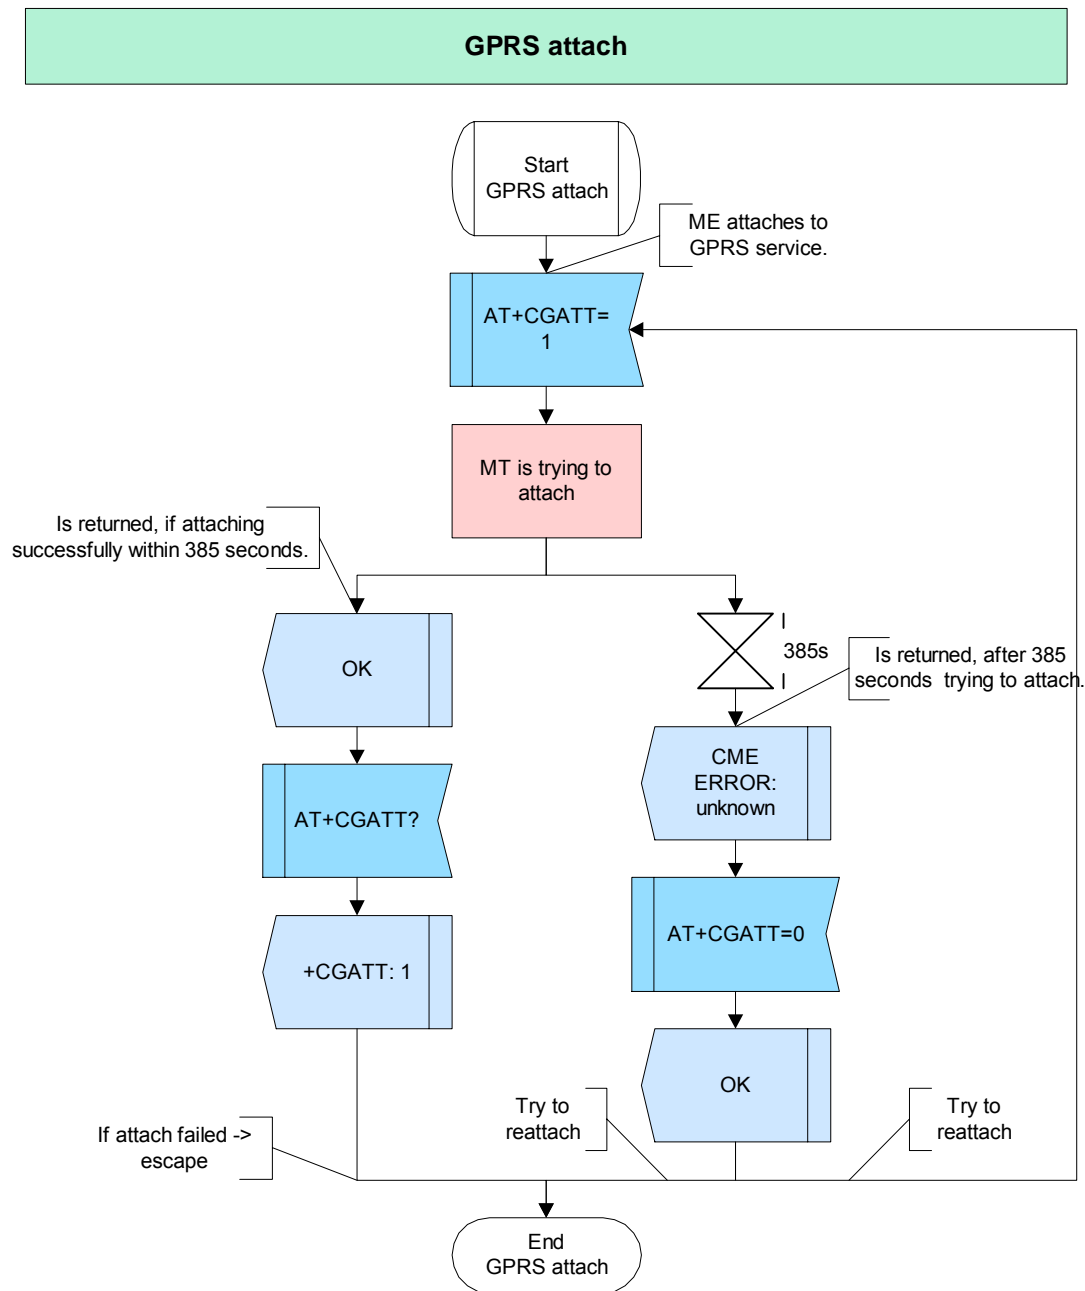 GPRS attach
Start
GPRS attach
ME attaches to
GPRS service.
AT+CGATT=
1
MT is trying to
attach
Is returned, if attaching
successfully within 385 seconds.
OK
385s
Is returned, after 385
seconds trying to attach.
CME
ERROR:
unknown
AT+CGATT?
AT+CGATT=0
+CGATT: 1
OK
If attach failed ->
escape
Try to
reattach
Try to
reattach
End
GPRS attach